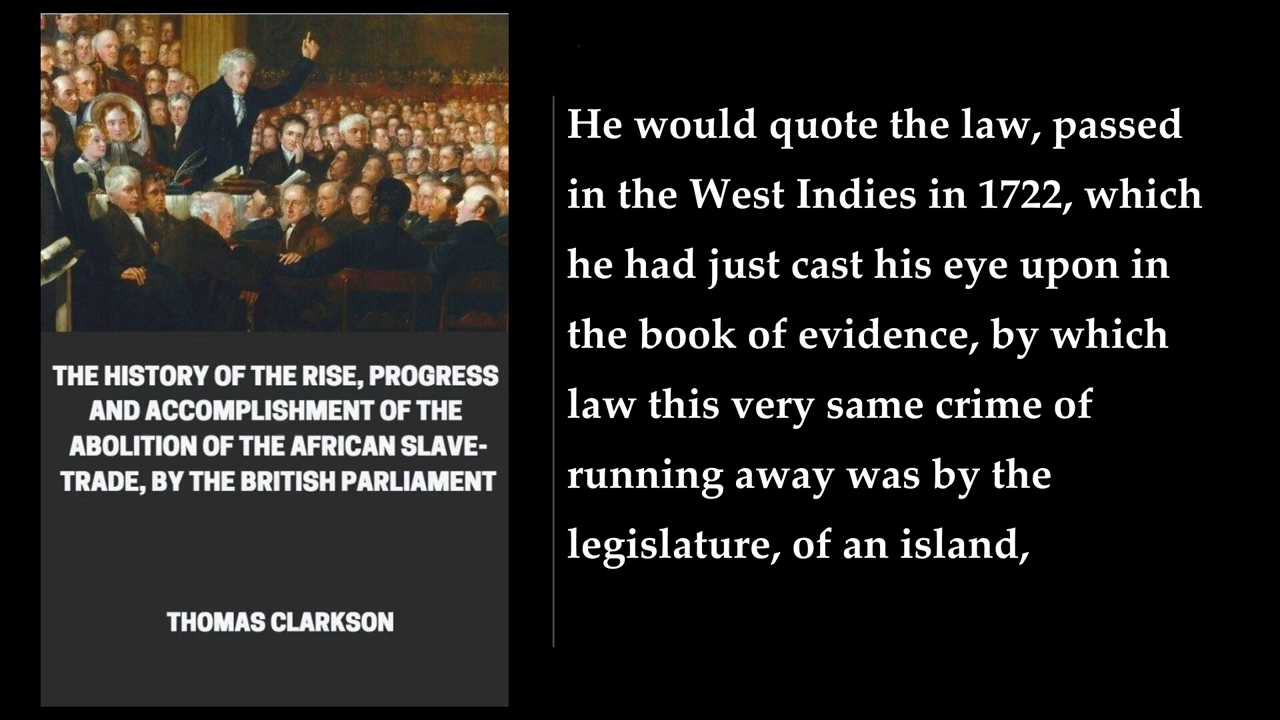 THE HISTORY OF THE RISE, PROGRESS
AND ACCOMPLISHMENT OF THE
ABOLITION OF THE AFRICAN SLAVE-
TRADE, BY THE BRITISH PARLIAMENT
THOMAS CLARKSON
He would quote the law, passed
in the West Indies in 1722, which
he had just cast his eye upon in
the book of evidence, by which
law this very same crime of
running away was by the
legislature, of an island,